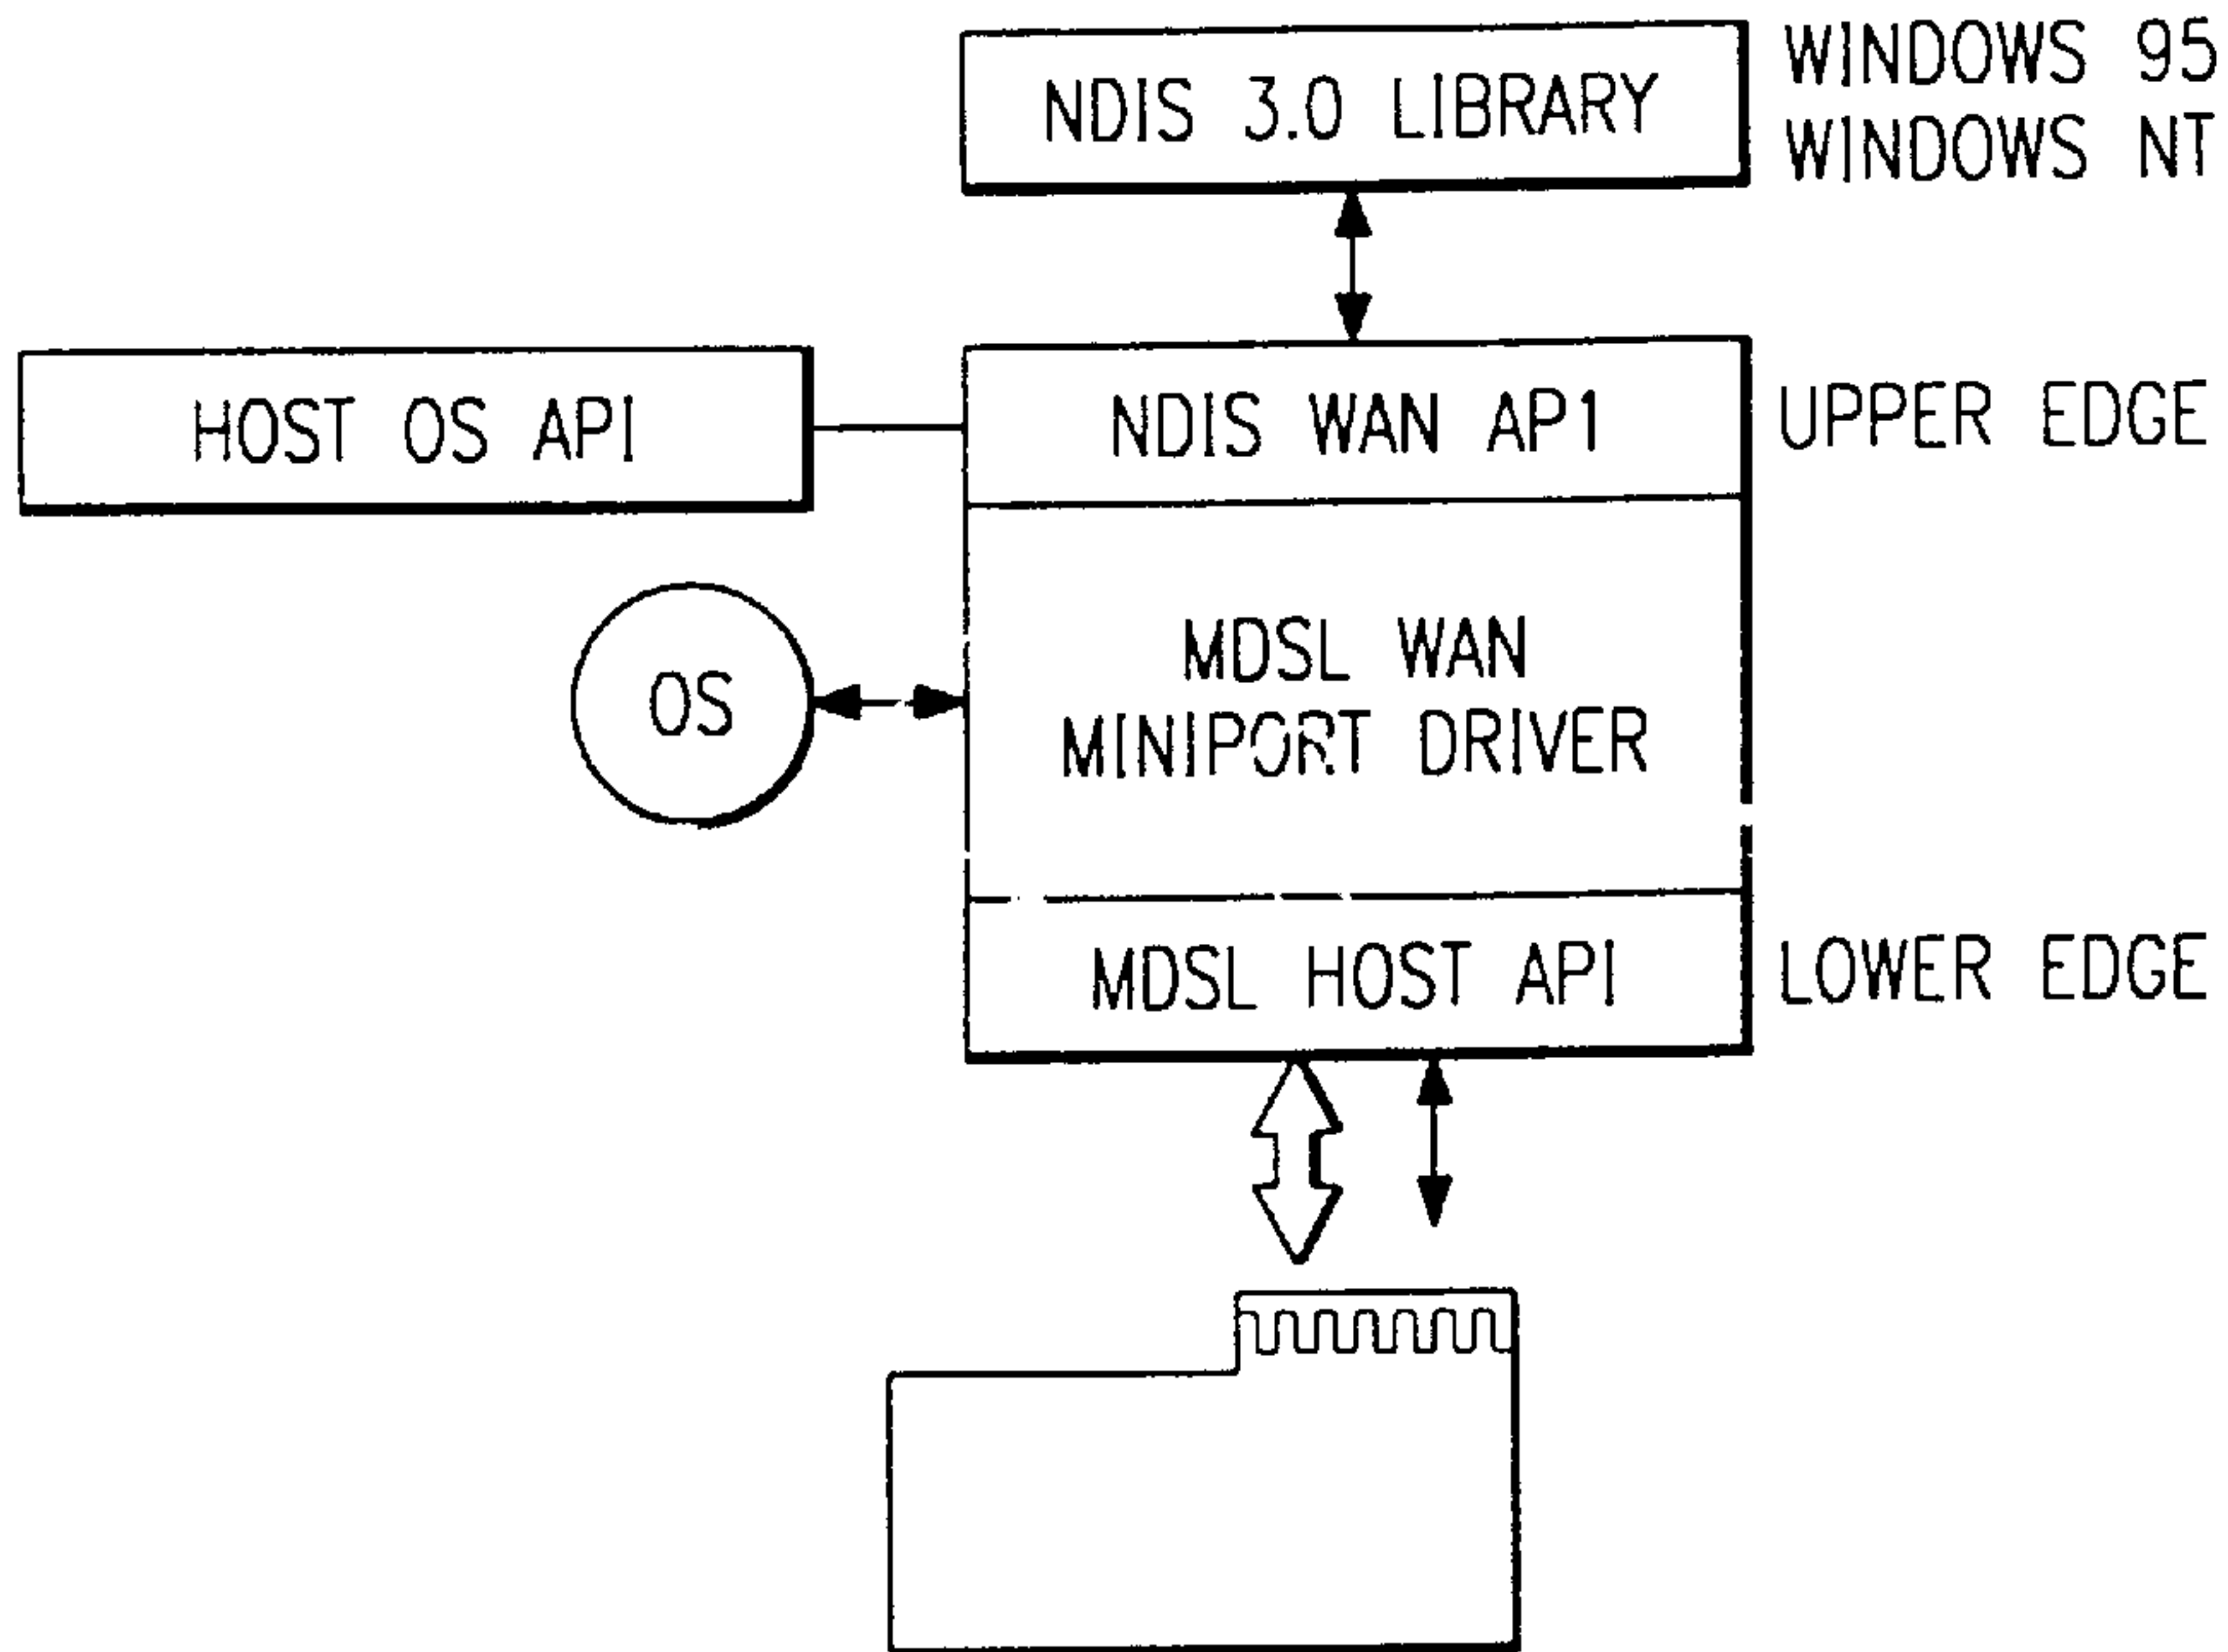 NDIS 3.0 LIBRARY
WINDOWS 95
WINDOWS NT
HOST OS API
NDIS WAN AP1
UPPER EDGE
OS
MDSL WAN
MINIPORT DRIVER
MDSL HOST API
LOWER EDGE